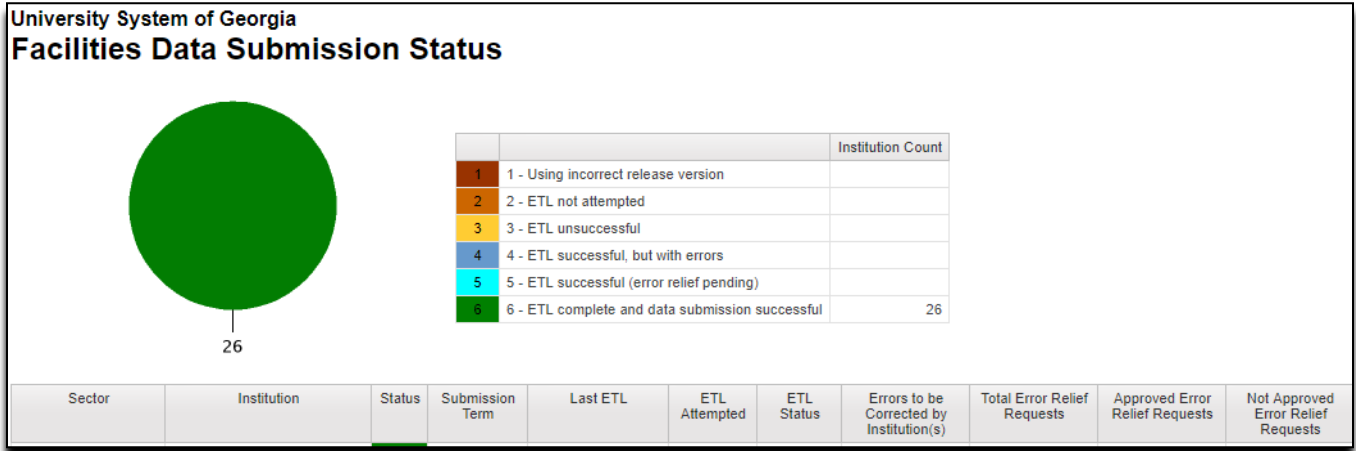 University System of Georgia
Facilities Data Submission Status
Institution Count
1 1 - Using incorrect release version
2 2 - ETL not attempted
3 3 - ETL unsuccessful
4 4 - ETL successful, but with errors
5 5 - ETL successful (error relief pending)
6 6 - ETL complete and data submission successful 26
26
Sector Institution Status Submission Last ETL ETL ETL Errors to be Total Error Relief Approved Error Not Approved
Term Attempted Status Corrected by Requests Relief Requests Error Relief
Institution(s) Requests